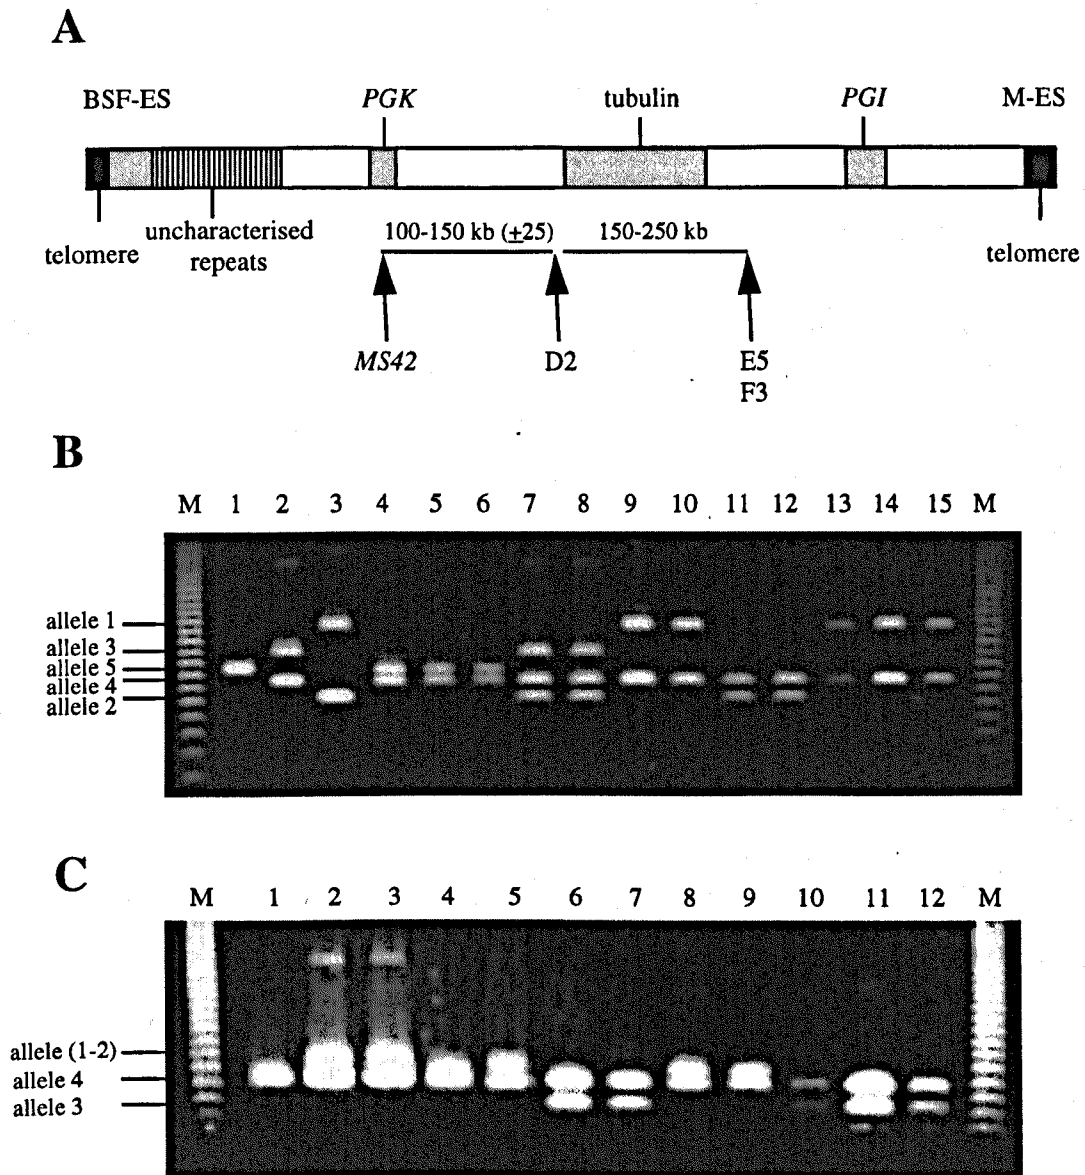 A
BSF-ES PGK tubulin PGI M-ES
telomere uncharacterised repeats 100-150 kb (±25) 150-250 kb telomere
MS42 D2 E5
F3
B
M 1 2 3 4 5 6 7 8 9 10 11 12 13 14 15 M
allele 1
allele 3
allele 5
allele 4
allele 2
C
M 1 2 3 4 5 6 7 8 9 10 11 12 M
allele (1-2)
allele 4
allele 3